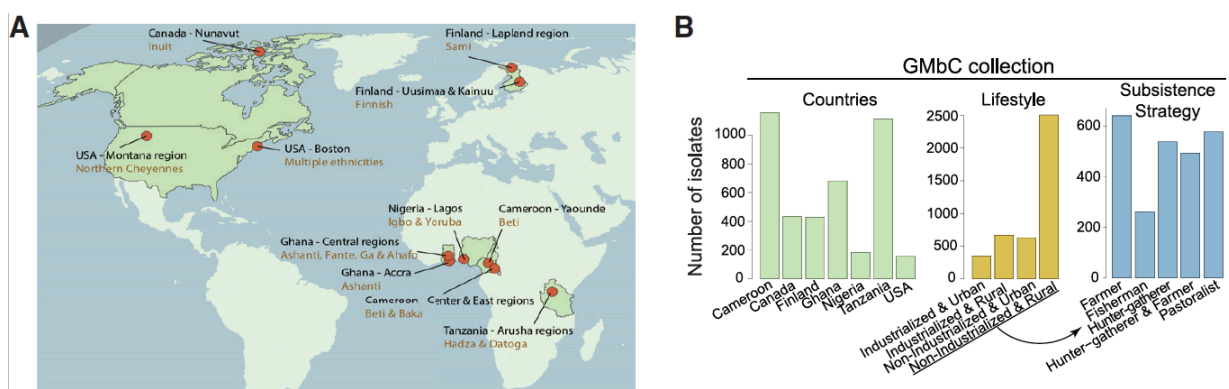 A
Canada - Nunavut
Inuit
Finland - Lapland region
Sami
Finland - Uusimaa & Kainuu
Finnish
USA - Montana region
Northern Cheyennes
USA - Boston
Multiple ethnicities
Nigeria - Lagos
Igbo & Yoruba
Cameroon - Yaounde
Beti
Ghana - Central regions
Ashanti, Fante, Ga & Ahafo
Ghana - Accra
Ashanti
Cameroon - Center & East regions
Beti & Baka
Tanzania - Arusha regions
Hadza & Datoga
B
GMbC collection
Countries
Number of isolates
1000
800
600
400
200
0
Cameroon
Canada
Finland
Ghana
Nigeria
Tanzania
USA
Lifestyle
2500
2000
1500
1000
500
0
Industrialized & Urban
Industrialized & Rural
Non-Industrialized & Urban
Non-Industrialized & Rural
Subsistence
Strategy
600
400
200
0
Farmer
Fisherman
Hunter-gatherer
Hunter-gatherer & Farmer
Pastoralist